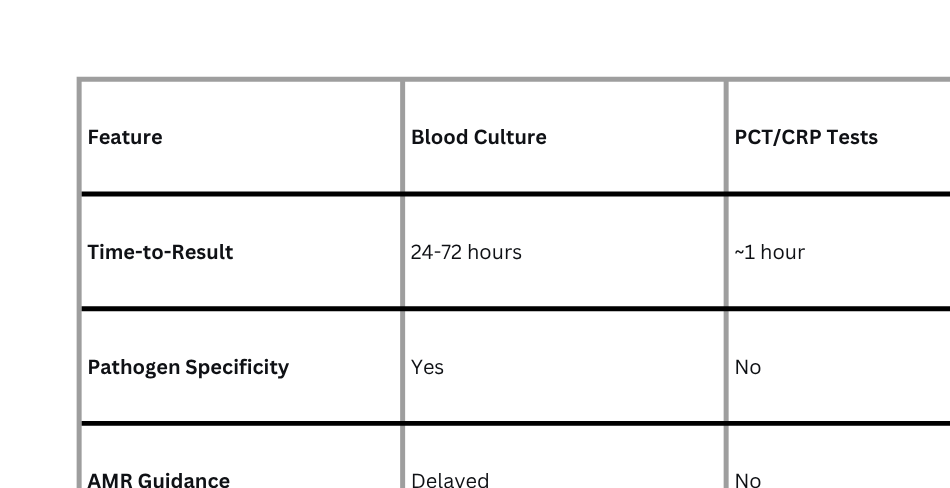 Feature Blood Culture PCT/CRP Tests
Time-to-Result 24-72 hours ~1 hour
Pathogen Specificity Yes No
AMR Guidance Delayed No